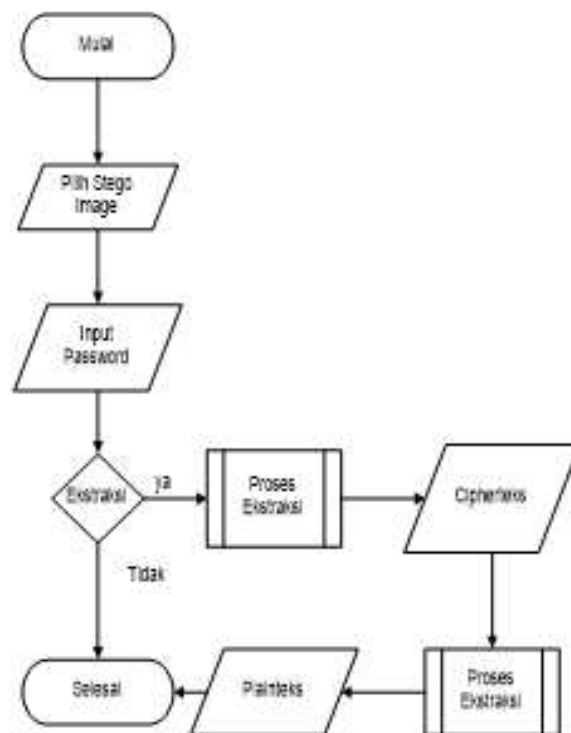 Mulai
Pilih Stego
Image
Input
Password
Ekstraksi
ya
Proses
Ekstraksi
Cipherteks
Tidak
Selesai
Plainteks
Proses
Ekstraksi